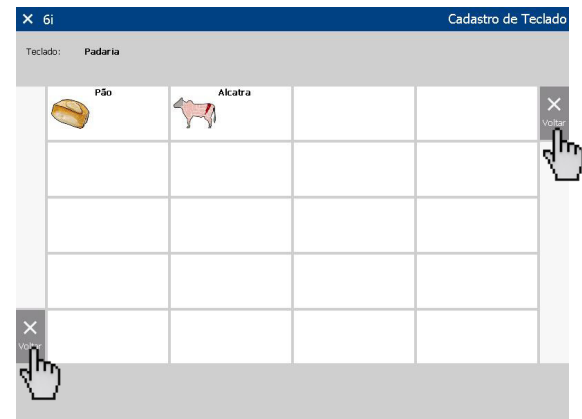 6i Cadastro de Teclado
Teclado: Padaria
Pão Alcatra
Voltar
Voltar